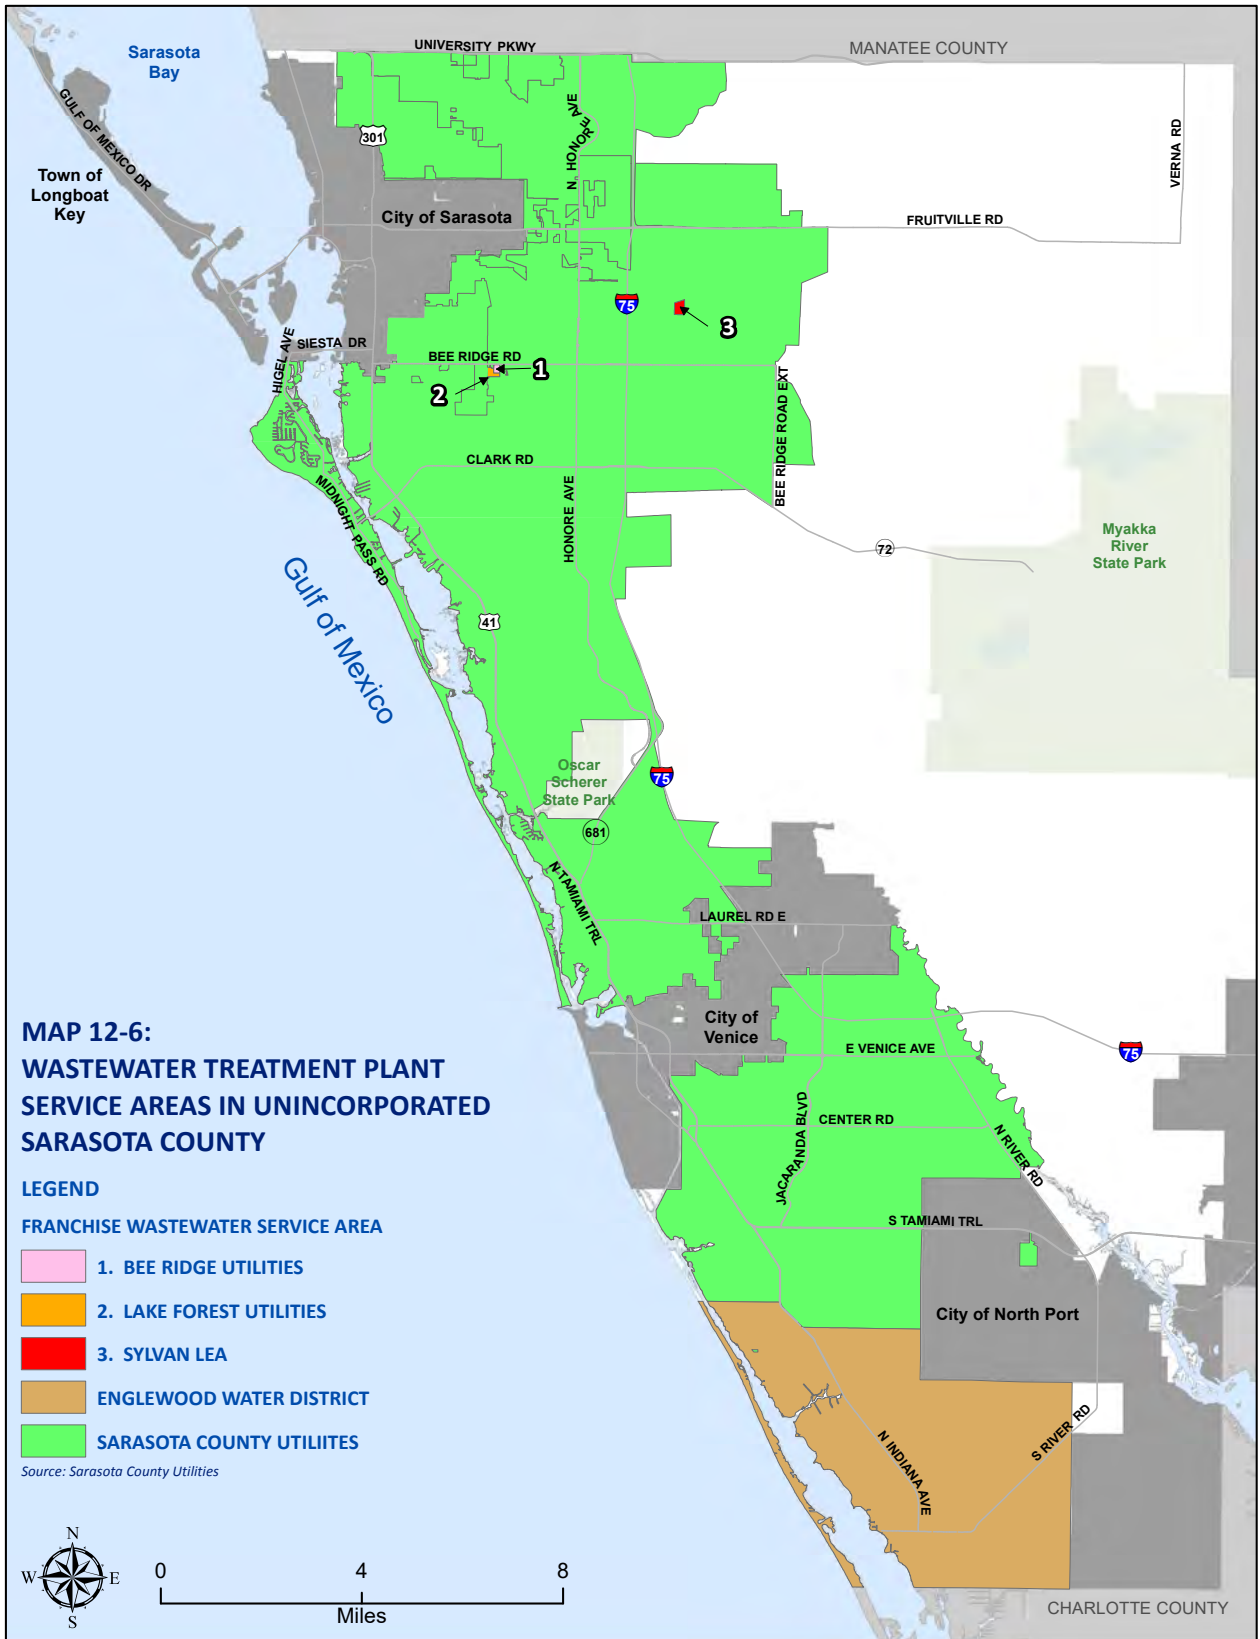 UNIVERSITY PKWY
MANATEE COUNTY
Sarasota
Bay
GULF OF MEXICO DR
301
N. HONORE AVE
VERNA RD
Town of
Longboat
Key
City of Sarasota
FRUITVILLE RD
75
3
HIGEL AVE
SIESTA DR
BEE RIDGE RD
1
2
BEE RIDGE ROAD EXT
CLARK RD
MIDNIGHT PASS RD
HONORE AVE
72
Myakka
River
State Park
Gulf of Mexico
41
Oscar
Scherer
State Park
75
681
N TAMIAMI TRL
LAUREL RD E
City of
Venice
E VENICE AVE
75
JACARANDA BLVD
CENTER RD
N RIVER RD
S TAMIAMI TRL
City of North Port
N INDIANA AVE
S RIVER RD
MAP 12-6:
WASTEWATER TREATMENT PLANT
SERVICE AREAS IN UNINCORPORATED
SARASOTA COUNTY
LEGEND
FRANCHISE WASTEWATER SERVICE AREA
1. BEE RIDGE UTILITIES
2. LAKE FOREST UTILITIES
3. SYLVAN LEA
ENGLEWOOD WATER DISTRICT
SARASOTA COUNTY UTILIITES
Source: Sarasota County Utilities
N
W E
S
0 4 8
Miles
CHARLOTTE COUNTY